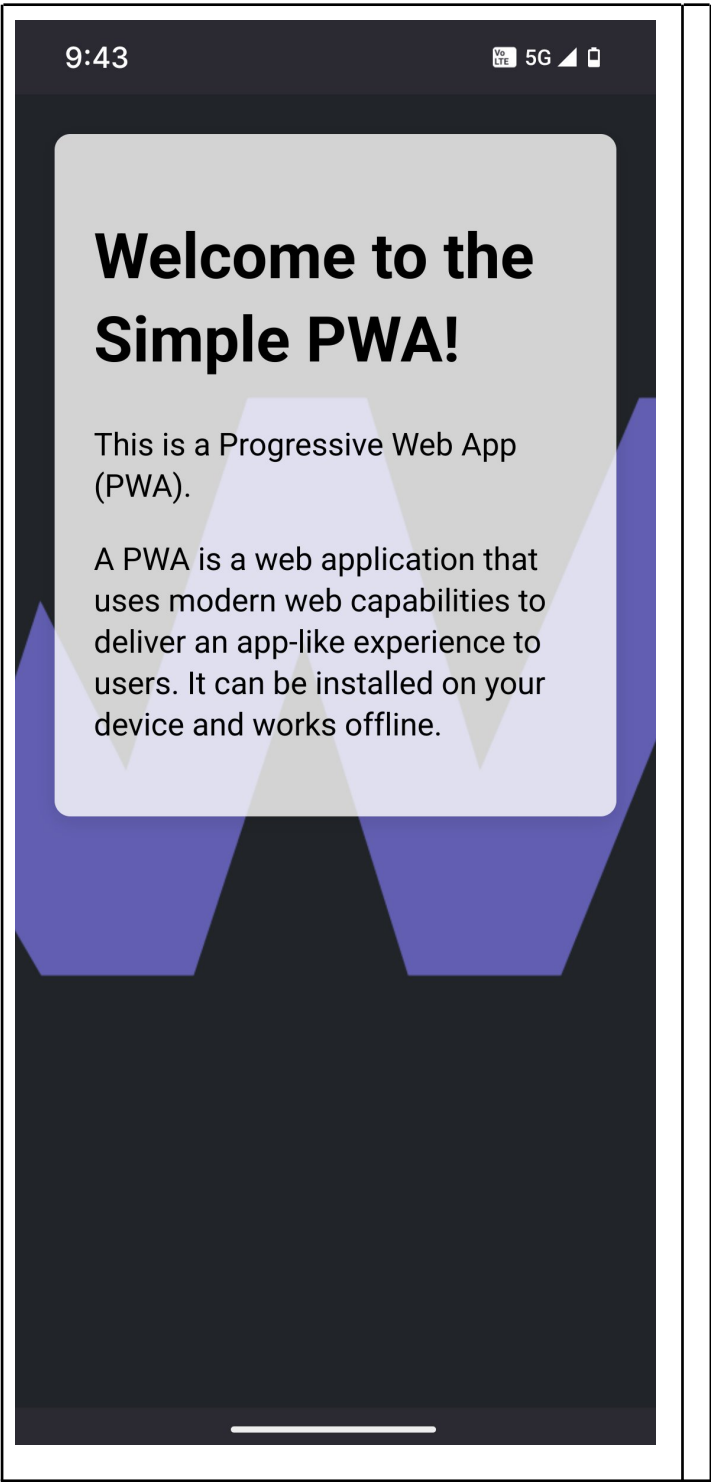 9:43
Vo LTE 5G
Welcome to the
Simple PWA!
This is a Progressive Web App
(PWA).
A PWA is a web application that
uses modern web capabilities to
deliver an app-like experience to
users. It can be installed on your
device and works offline.